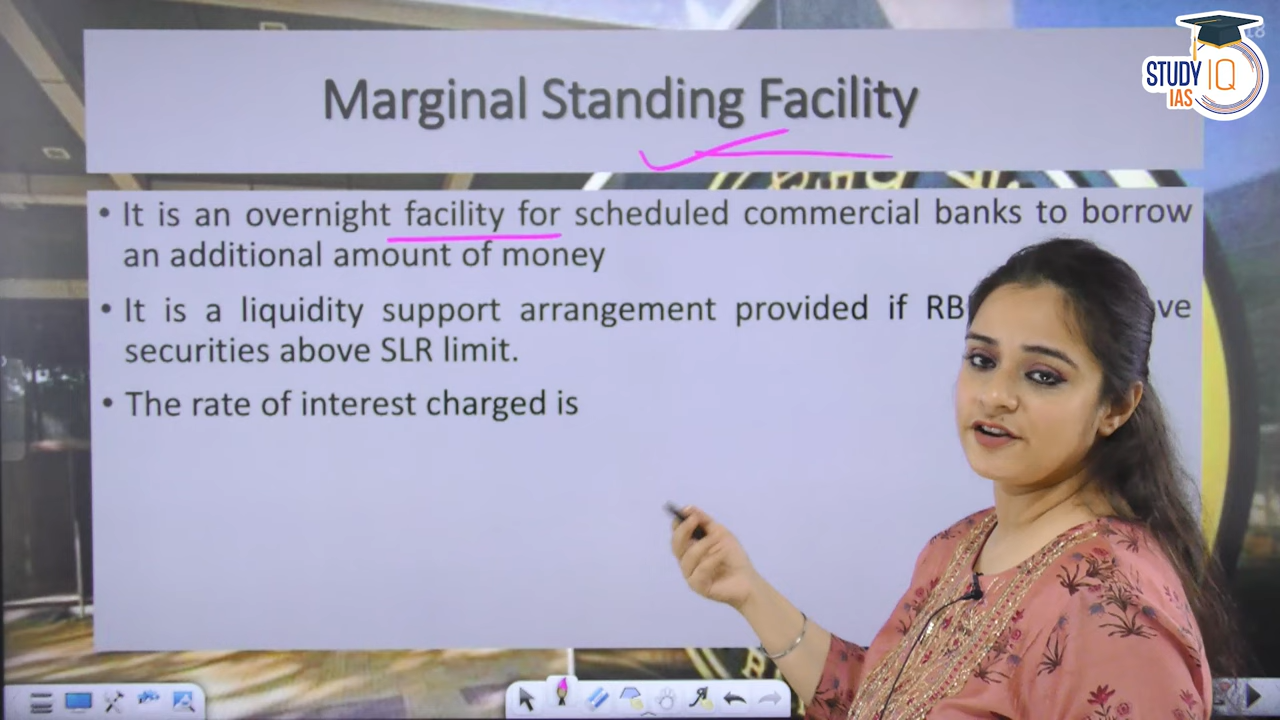 18
STUDY IQ
IAS
Marginal Standing Facility
• It is an overnight facility for scheduled commercial banks to borrow
an additional amount of money
• It is a liquidity support arrangement provided if RB ve
securities above SLR limit.
• The rate of interest charged is